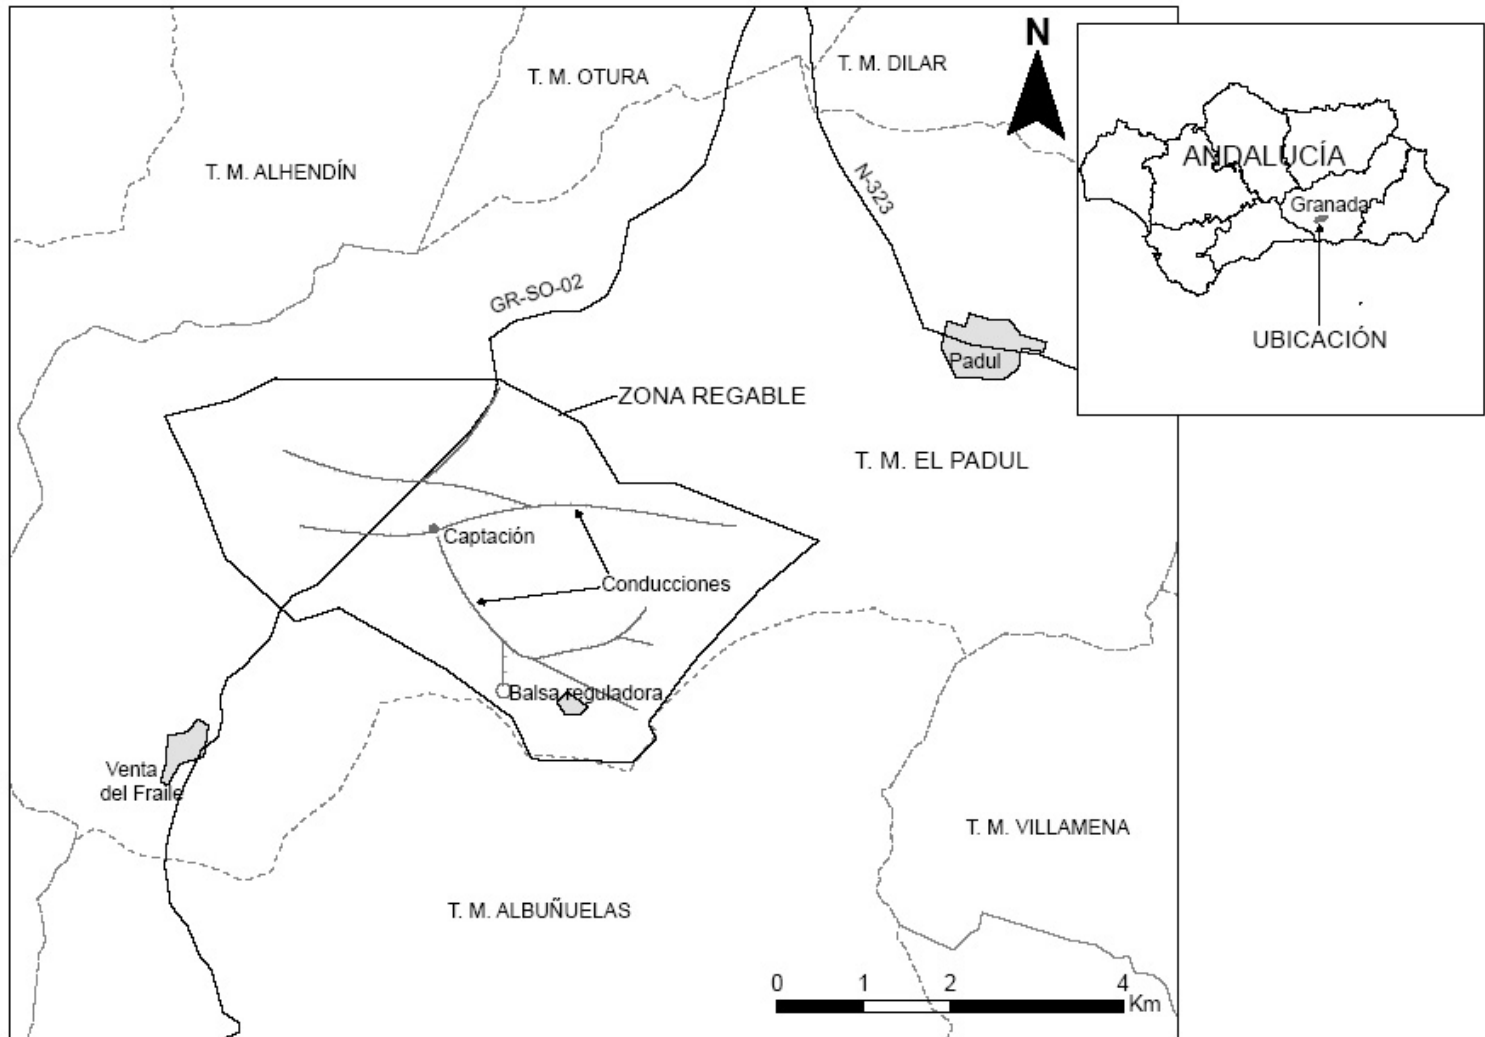 N
T. M. DILAR
T. M. OTURA
ANDALUCÍA
T. M. ALHENDÍN
N-323
Granada
GR-SO-02
UBICACIÓN
Padul
ZONA REGABLE
T. M. EL PADUL
Captación
Conducciones
Balsa reguladora
Venta
del Fraile
T. M. VILLAMENA
T. M. ALBUÑUELAS
0 1 2 4
Km